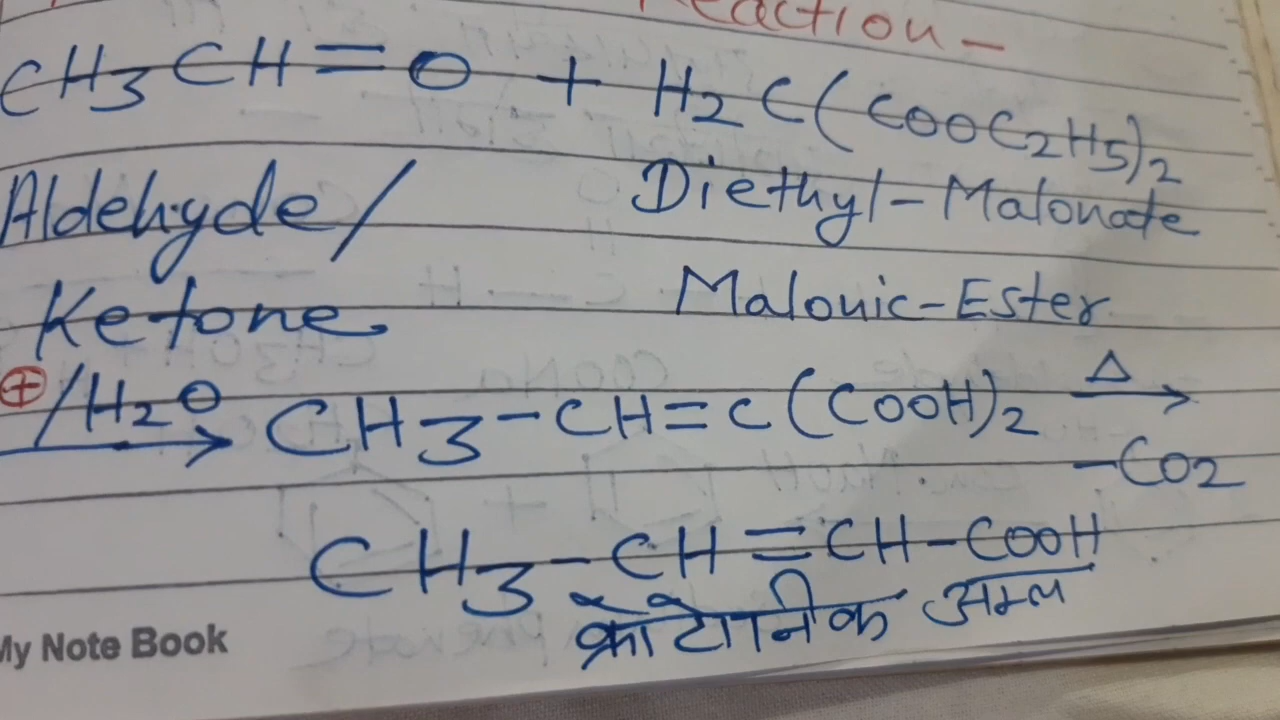 Reaction -
CH3CH=O + H2C(COOC2H5)2
Aldehyde/ Diethyl-Malonate
Ketone Malonic-Ester
⊕/H2O → CH3-CH=C(COOH)2 Δ →
-CO2
CH3-CH=CH-COOH
क्रोटोनीक अम्ल
My Note Book